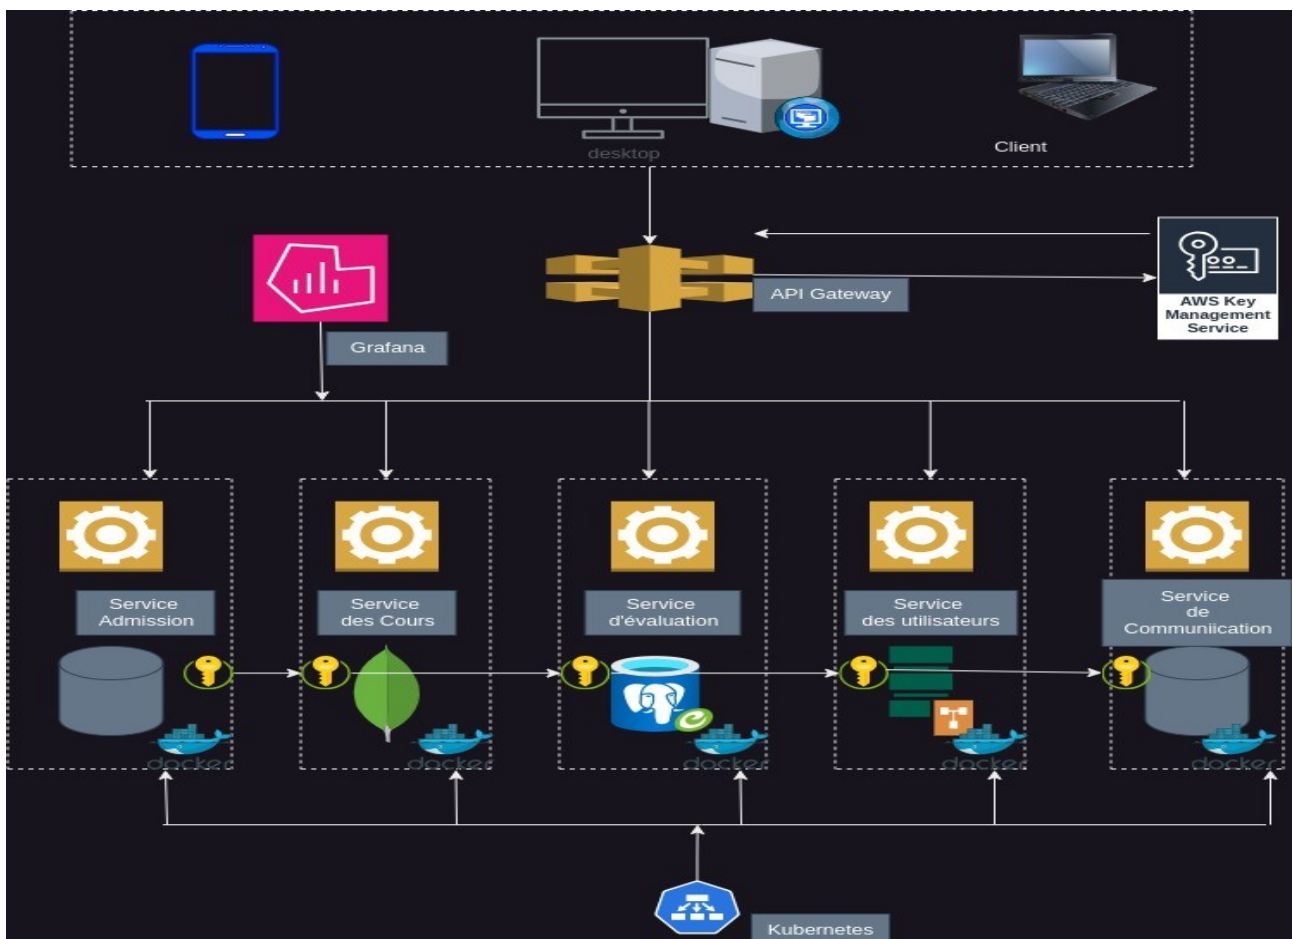 desktop
Client
API Gateway
AWS Key
Management
Service
Grafana
Service
Admission
Service
des Cours
Service
d'évaluation
Service
des utilisateurs
Service
de
Communiication
docker
docker
docker
docker
docker
Kubernetes